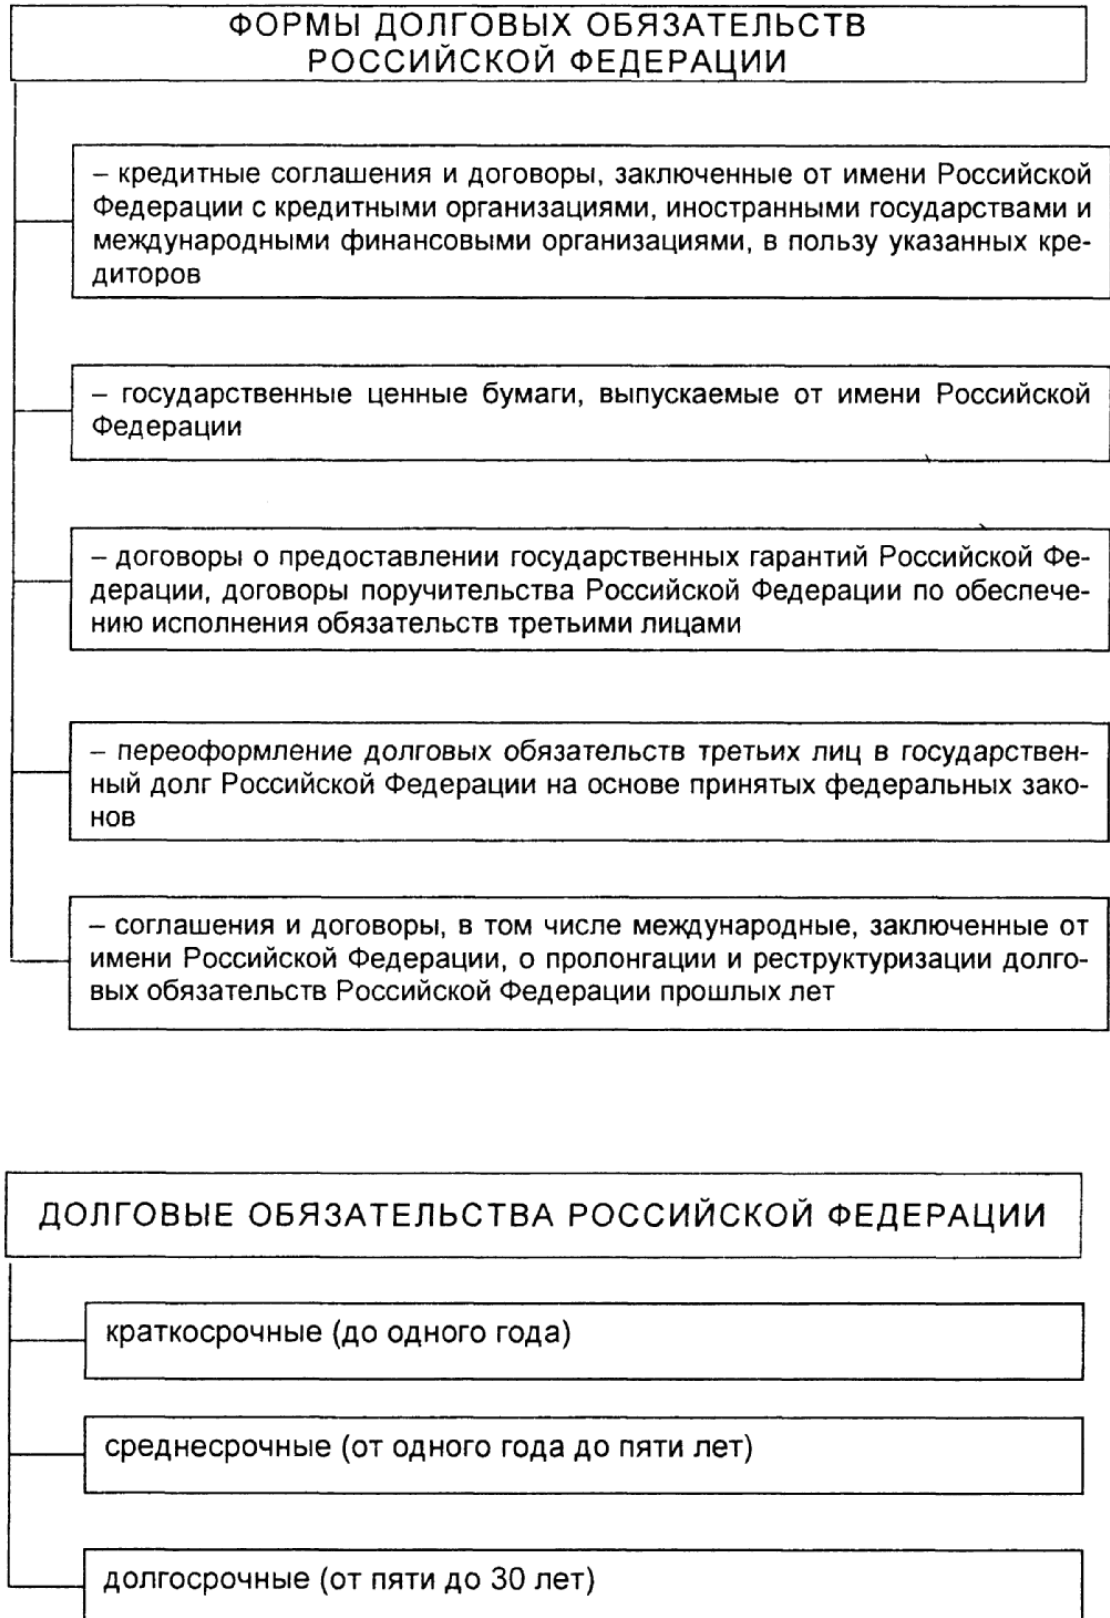 ФОРМЫ ДОЛГОВЫХ ОБЯЗАТЕЛЬСТВ
РОССИЙСКОЙ ФЕДЕРАЦИИ
– кредитные соглашения и договоры, заключенные от имени Российской
Федерации с кредитными организациями, иностранными государствами и
международными финансовыми организациями, в пользу указанных кре-
диторов
– государственные ценные бумаги, выпускаемые от имени Российской
Федерации
– договоры о предоставлении государственных гарантий Российской Фе-
дерации, договоры поручительства Российской Федерации по обеспече-
нию исполнения обязательств третьими лицами
– переоформление долговых обязательств третьих лиц в государствен-
ный долг Российской Федерации на основе принятых федеральных зако-
нов
– соглашения и договоры, в том числе международные, заключенные от
имени Российской Федерации, о пролонгации и реструктуризации долго-
вых обязательств Российской Федерации прошлых лет
ДОЛГОВЫЕ ОБЯЗАТЕЛЬСТВА РОССИЙСКОЙ ФЕДЕРАЦИИ
краткосрочные (до одного года)
среднесрочные (от одного года до пяти лет)
долгосрочные (от пяти до 30 лет)